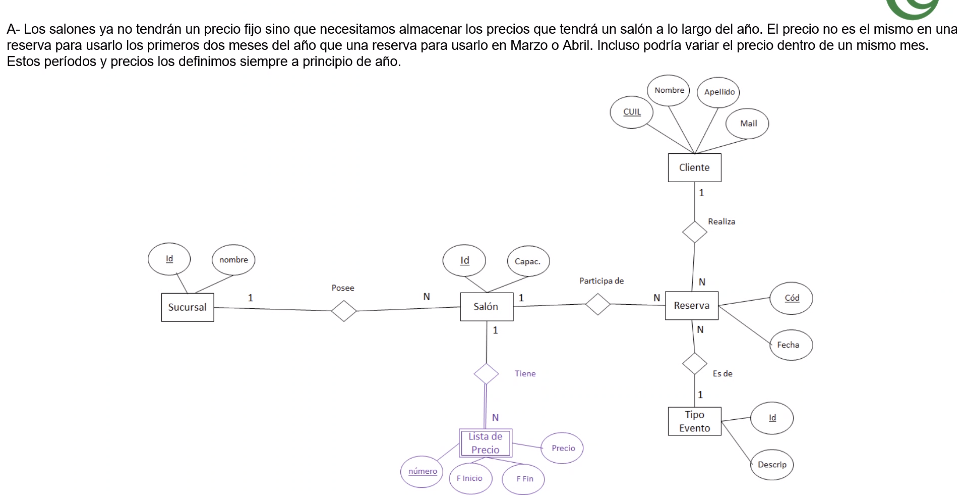 A- Los salones ya no tendrán un precio fijo sino que necesitamos almacenar los precios que tendrá un salón a lo largo del año. El precio no es el mismo en una
reserva para usarlo los primeros dos meses del año que una reserva para usarlo en Marzo o Abril. Incluso podría variar el precio dentro de un mismo mes.
Estos períodos y precios los definimos siempre a principio de año.
Nombre
Apellido
CUIL
Mail
Cliente
1
Realiza
N
Id
nombre
Sucursal
1
Posee
N
Id
Capac.
Salón
1
Participa de
N
Reserva
Cód
Fecha
N
Es de
1
Tipo
Evento
Id
Descrip
1
Tiene
N
Lista de
Precio
Precio
número
F Inicio
F Fin